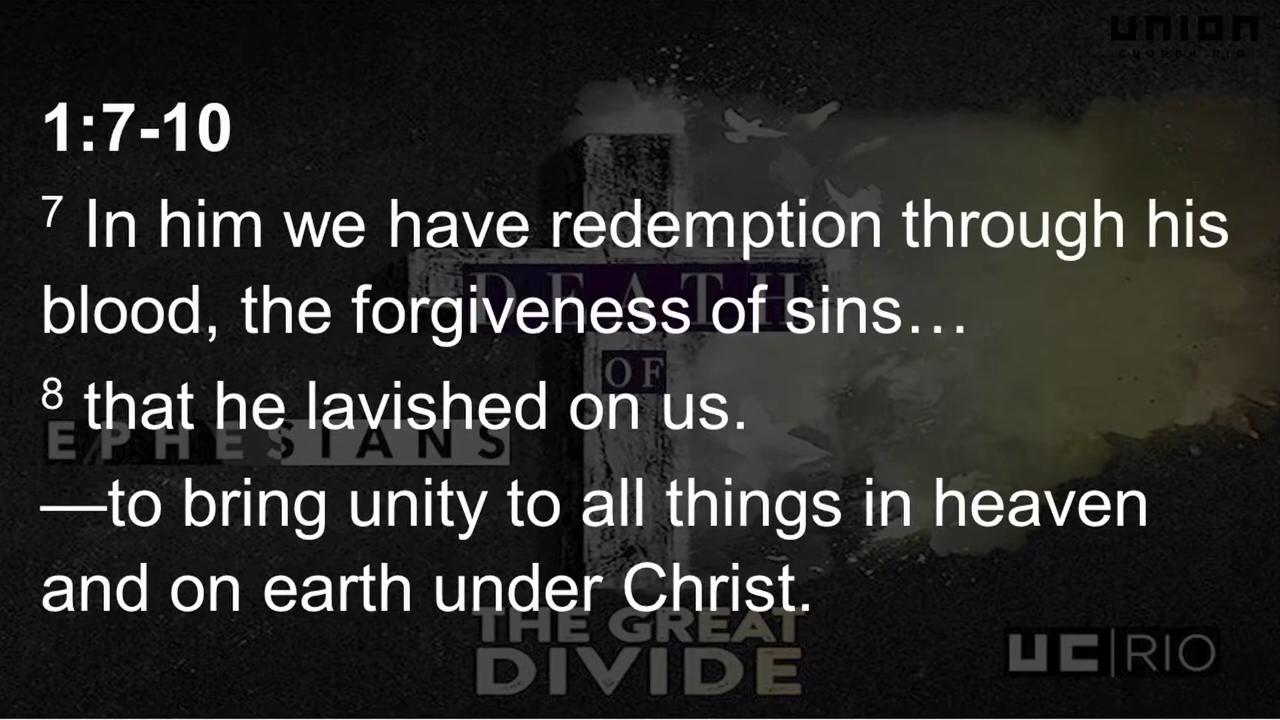 UNION
CHURCH RIO
1:7-10
7 In him we have redemption through his
blood, the forgiveness of sins…
DEATH
OF
8 that he lavished on us.
EPHESIANS
—to bring unity to all things in heaven
and on earth under Christ.
THE GREAT
DIVIDE
UC|RIO